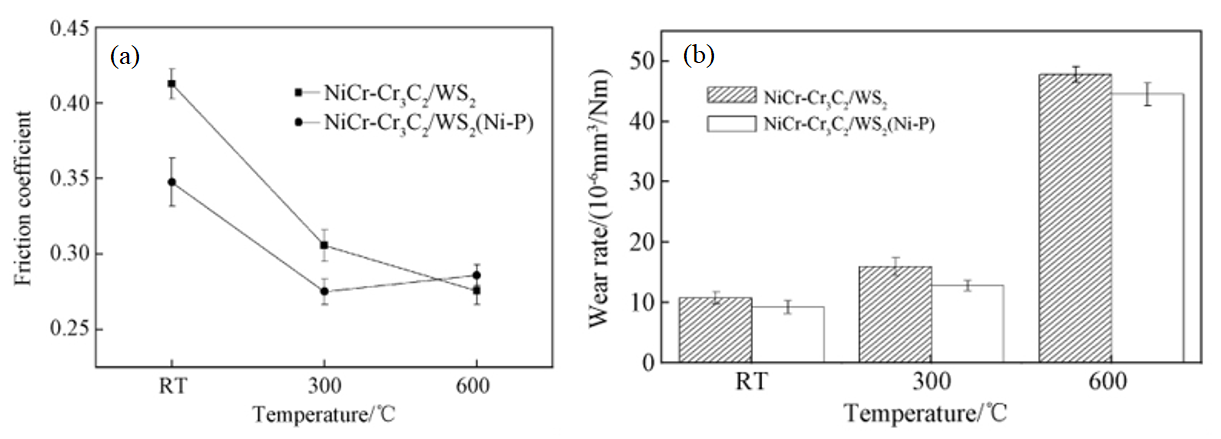 (a)
0.45
0.40
0.35
0.30
0.25
Friction coefficient
NiCr-Cr₃C₂/WS₂
NiCr-Cr₃C₂/WS₂(Ni-P)
RT 300 600
Temperature/℃
(b)
50
40
30
20
10
0
Wear rate/(10⁻⁶mm³/Nm)
NiCr-Cr₃C₂/WS₂
NiCr-Cr₃C₂/WS₂(Ni-P)
RT 300 600
Temperature/℃